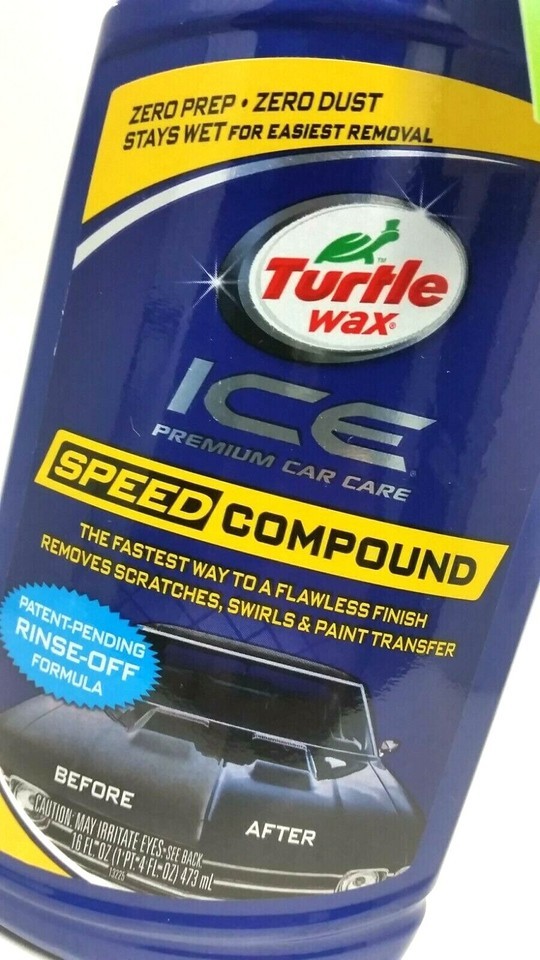 ZERO PREP • ZERO DUST
STAYS WET FOR EASIEST REMOVAL
Turtle™
wax®
ICE®
PREMIUM CAR CARE
SPEED COMPOUND
THE FASTEST WAY TO A FLAWLESS FINISH
REMOVES SCRATCHES, SWIRLS & PAINT TRANSFER
PATENT-PENDING
RINSE-OFF
FORMULA
BEFORE
AFTER
CAUTION: MAY IRRITATE EYES: SEE BACK
16 FL OZ (1 PT 4 FL OZ) 473 mL